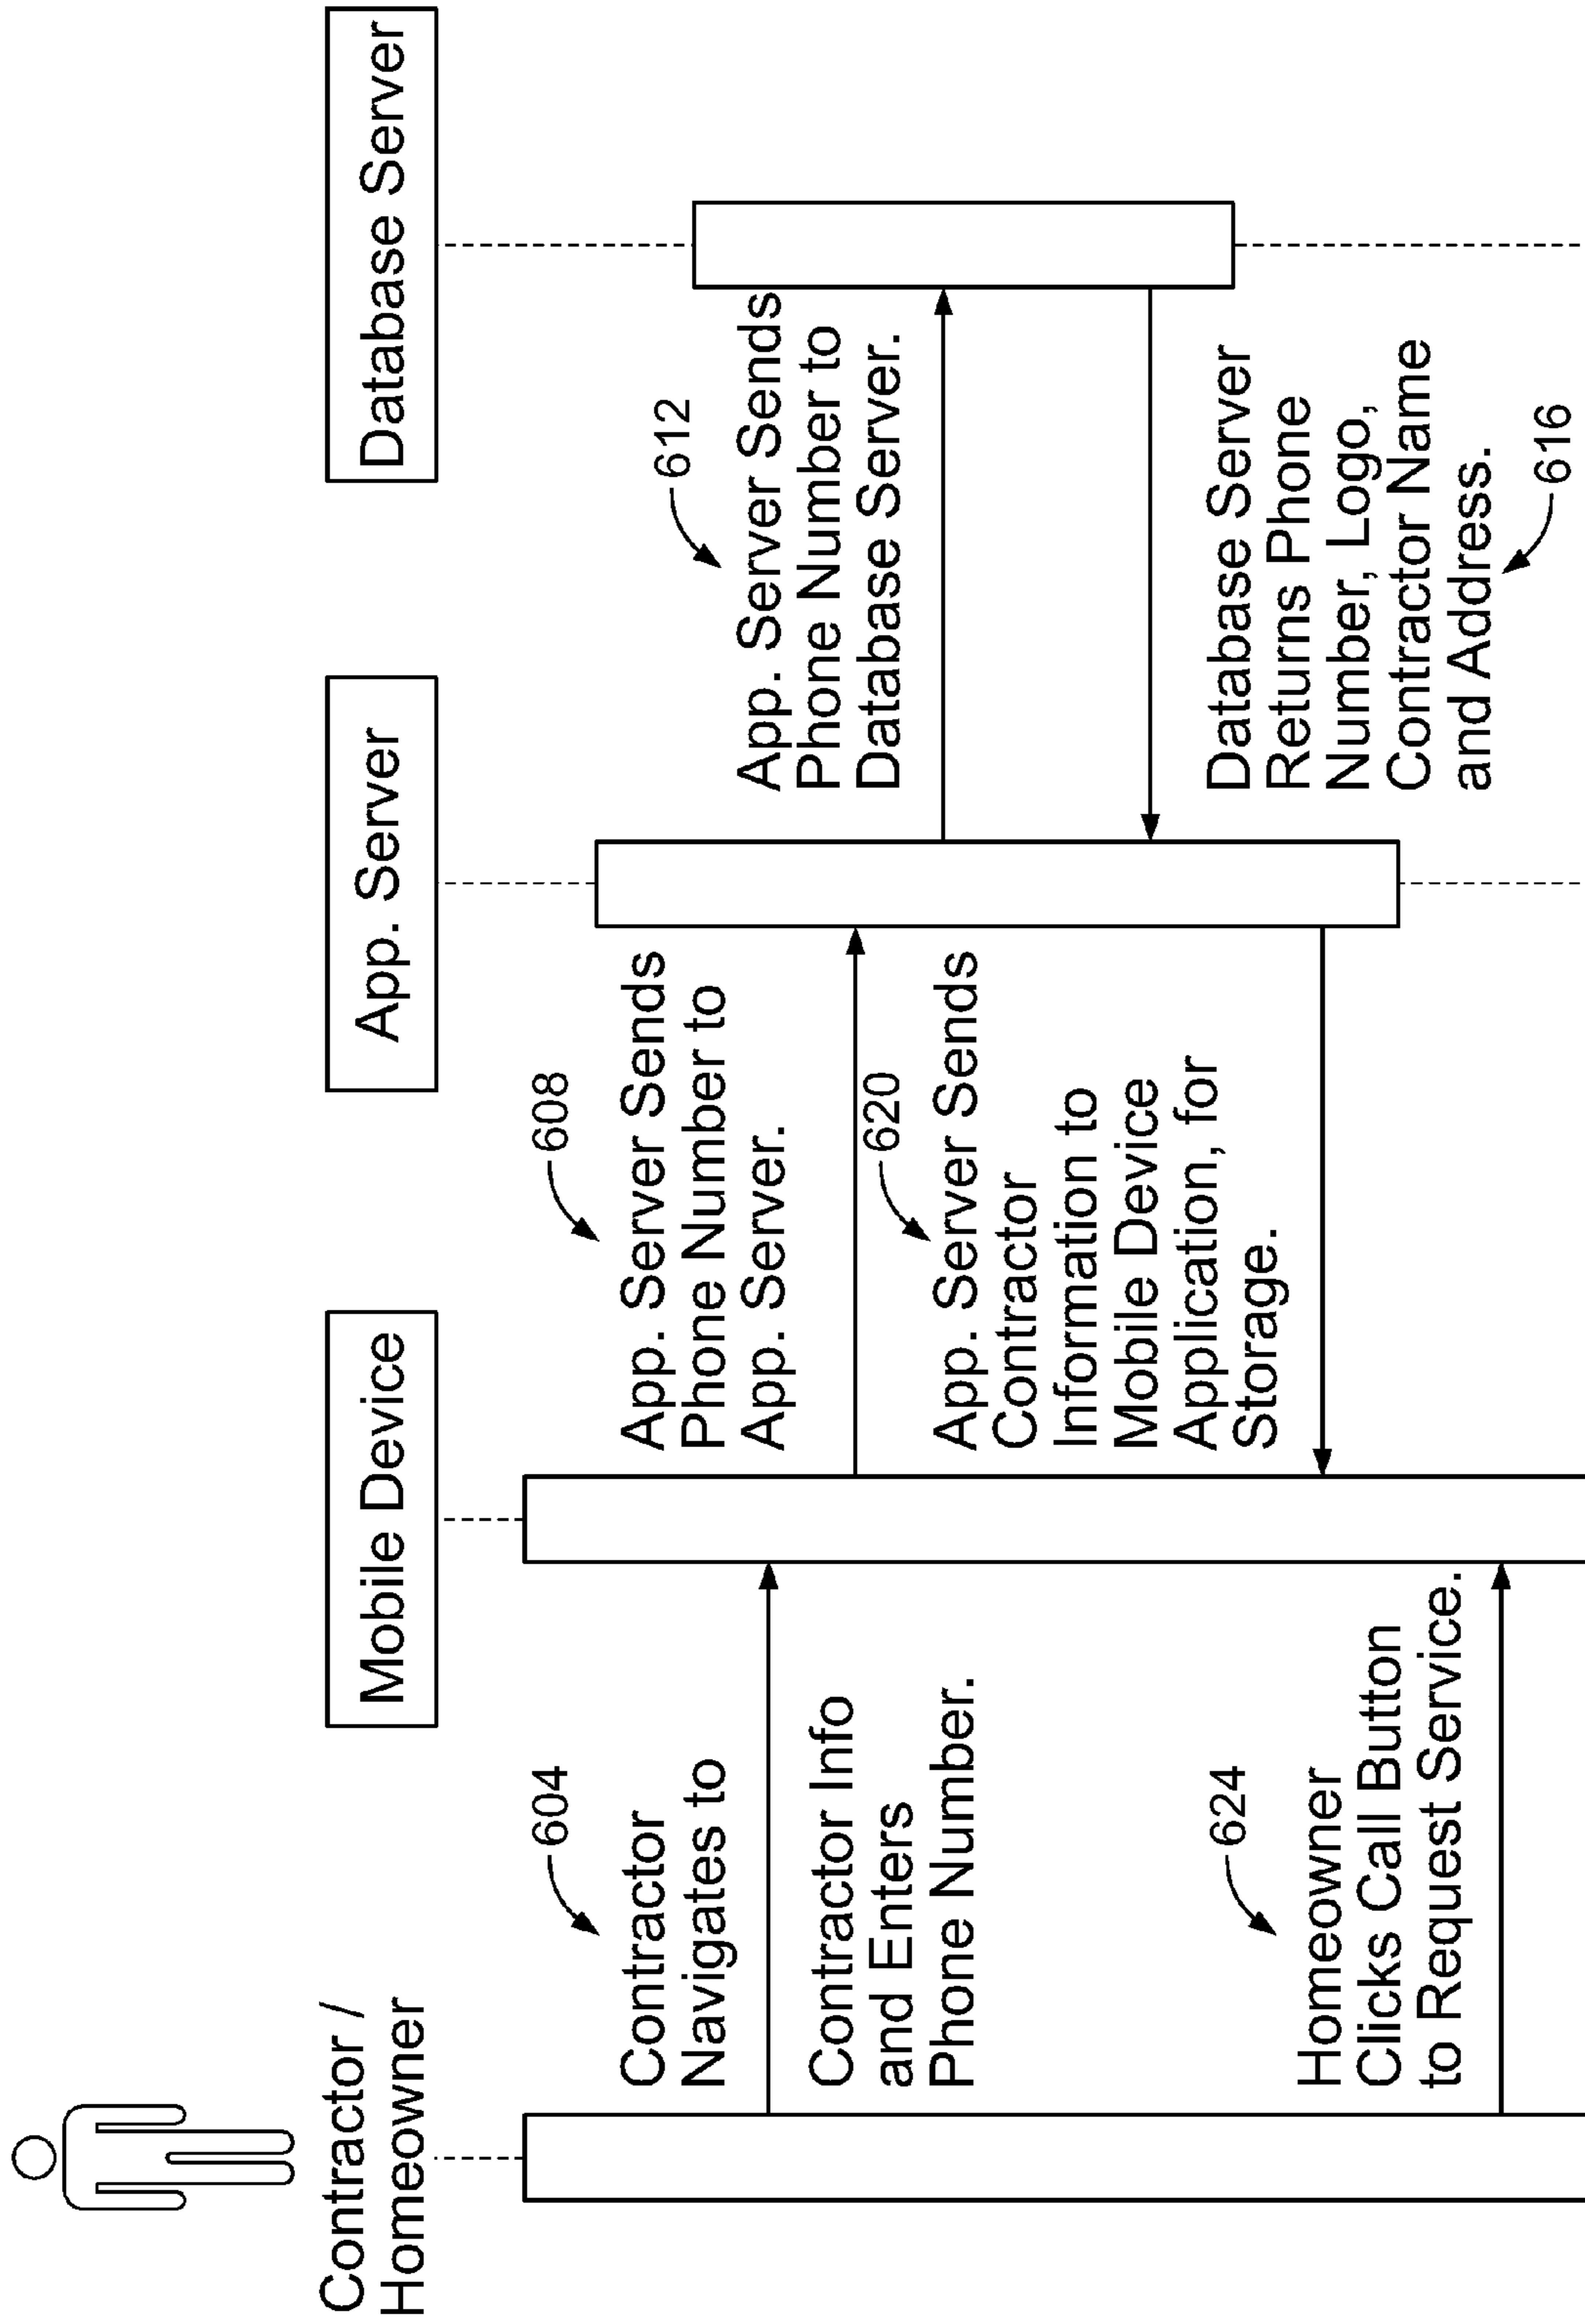 Contractor /
Homeowner
Mobile Device
App. Server
Database Server
604
Contractor
Navigates to
Contractor Info
and Enters
Phone Number.
608
App. Server Sends
Phone Number to
App. Server.
612
App. Server Sends
Phone Number to
Database Server.
Database Server
Returns Phone
Number, Logo,
Contractor Name
and Address.
616
620
App. Server Sends
Contractor
Information to
Mobile Device
Application, for
Storage.
624
Homeowner
Clicks Call Button
to Request Service.